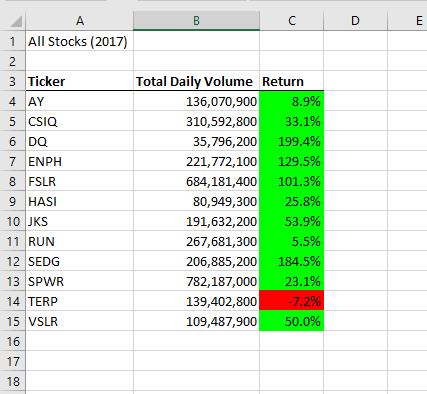 A B C D E
1 All Stocks (2017)
2
3 Ticker Total Daily Volume Return
4 AY 136,070,900 8.9%
5 CSIQ 310,592,800 33.1%
6 DQ 35,796,200 199.4%
7 ENPH 221,772,100 129.5%
8 FSLR 684,181,400 101.3%
9 HASI 80,949,300 25.8%
10 JKS 191,632,200 53.9%
11 RUN 267,681,300 5.5%
12 SEDG 206,885,200 184.5%
13 SPWR 782,187,000 23.1%
14 TERP 139,402,800 -7.2%
15 VSLR 109,487,900 50.0%
16
17
18